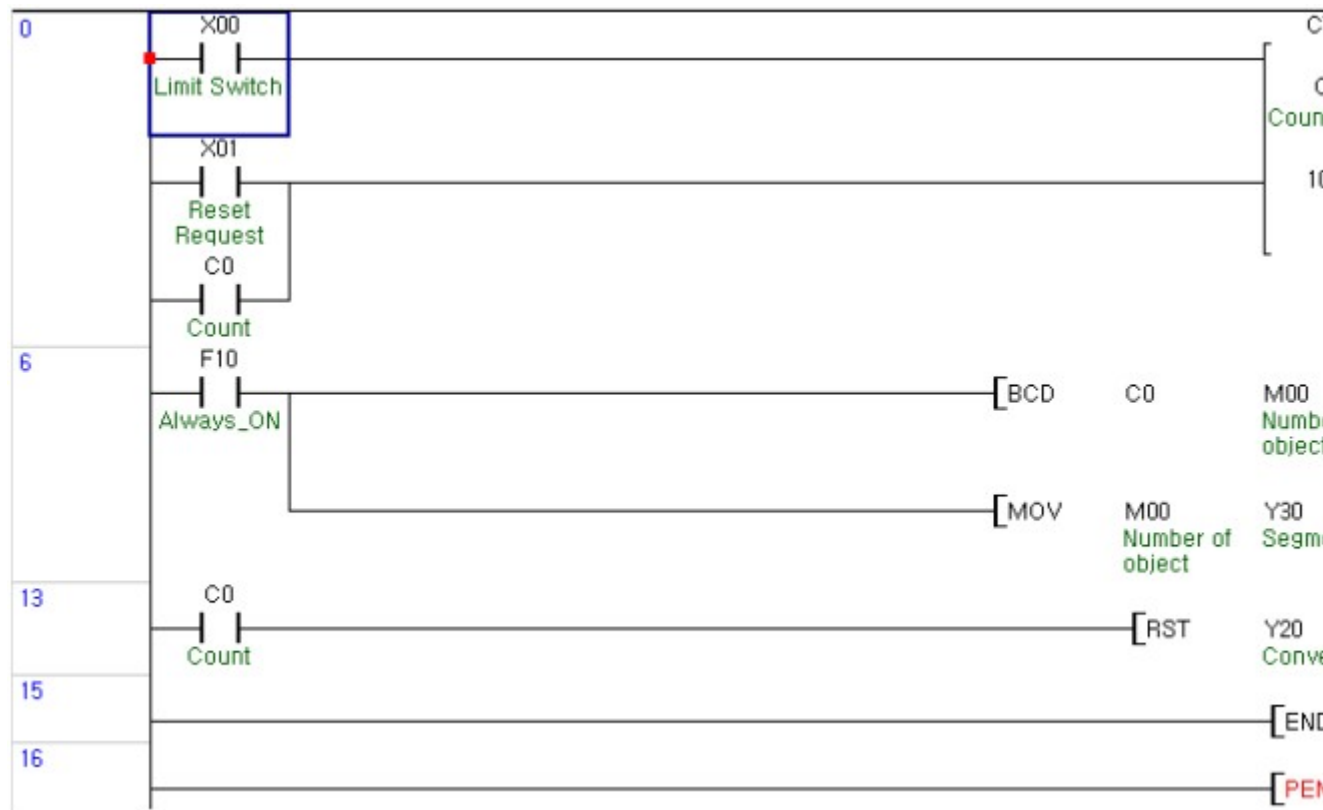 0
X00
Limit Switch
X01
10
Reset
Request
C0
Count
6
F10
BCD C0 M00
Always_ON
MOV M00 Y30
Number of
object
13
C0
RST Y20
Count
15
16